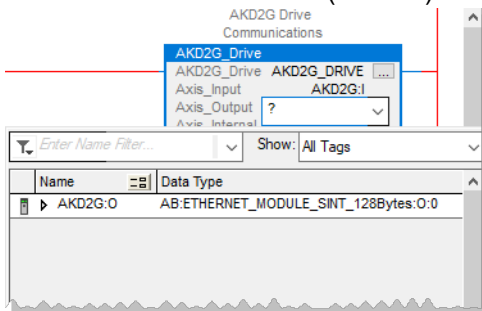 AKD2G Drive
Communications
AKD2G_Drive
AKD2G_Drive AKD2G_DRIVE ...
Axis_Input AKD2G:I
Axis_Output ?
Axis_Internal
Enter Name Filter... Show: All Tags
Name Data Type
AKD2G:O AB:ETHERNET_MODULE_SINT_128Bytes:O:0